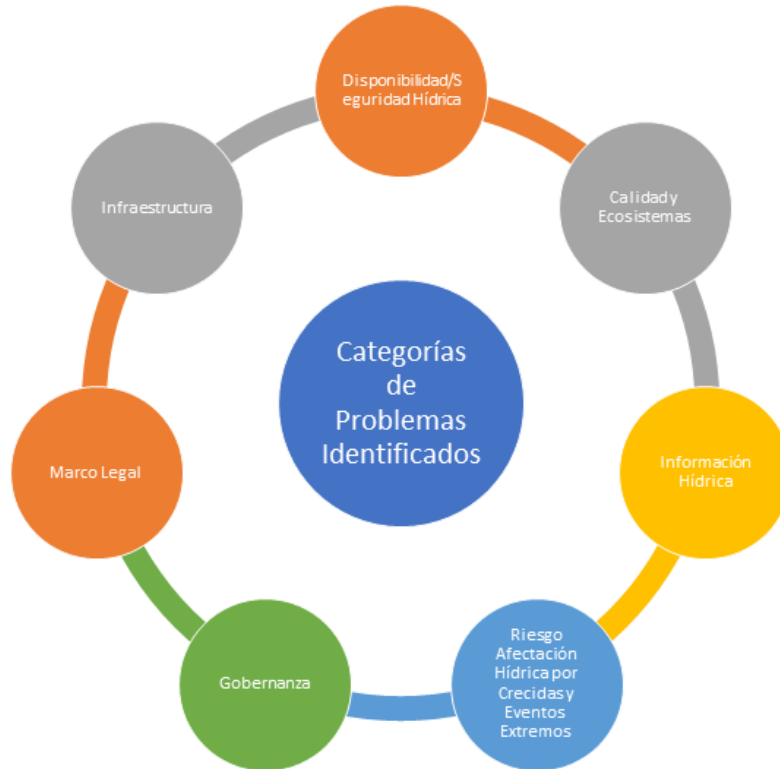 Disponibilidad/S
eguridad Hídrica
Calidad y
Ecosistemas
Información
Hídrica
Riesgo
Afectación
Hídrica por
Crecidas y
Eventos
Extremos
Gobernanza
Marco Legal
Infraestructura
Categorías
de
Problemas
Identificados